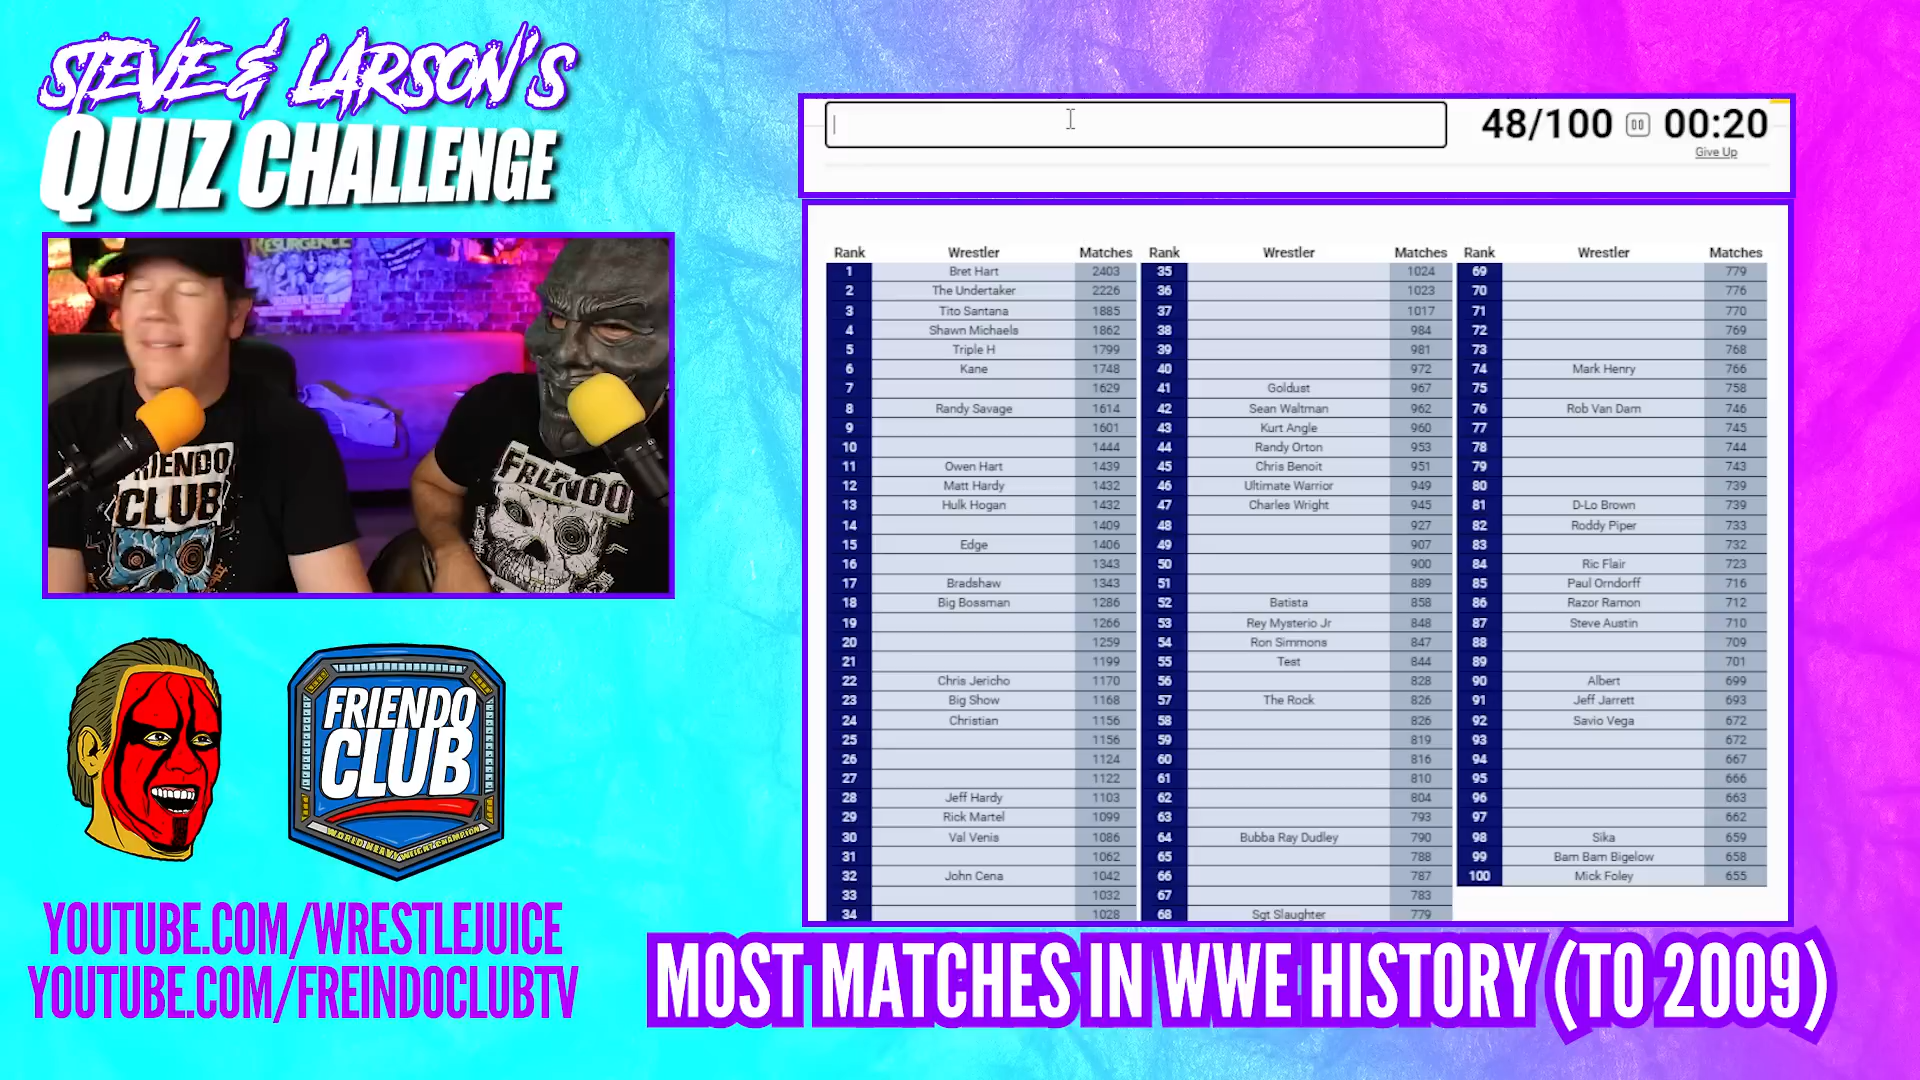 STEVE & LARSON'S
QUIZ CHALLENGE
RESURGENCE
FRIENDO
CLUB
FRIENDO
FRIENDO
CLUB
WORLD HEAVYWEIGHT CHAMPION
YOUTUBE.COM/WRESTLEJUICE
YOUTUBE.COM/FREINDOCLUBTV
48/100 00:20
Give Up
Rank Wrestler Matches Rank Wrestler Matches Rank Wrestler Matches
1 Bret Hart 2403 35 1024 69 779
2 The Undertaker 2226 36 1023 70 776
3 Tito Santana 1885 37 1017 71 770
4 Shawn Michaels 1862 38 984 72 769
5 Triple H 1799 39 981 73 768
6 Kane 1748 40 972 74 Mark Henry 766
7 1629 41 Goldust 967 75 758
8 Randy Savage 1614 42 Sean Waltman 962 76 Rob Van Dam 746
9 1601 43 Kurt Angle 960 77 745
10 1444 44 Randy Orton 953 78 744
11 Owen Hart 1439 45 Chris Benoit 951 79 743
12 Matt Hardy 1432 46 Ultimate Warrior 949 80 739
13 Hulk Hogan 1432 47 Charles Wright 945 81 D-Lo Brown 739
14 1409 48 927 82 Roddy Piper 733
15 Edge 1406 49 907 83 732
16 1343 50 900 84 Ric Flair 723
17 Bradshaw 1343 51 889 85 Paul Orndorff 716
18 Big Bossman 1286 52 Batista 858 86 Razor Ramon 712
19 1266 53 Rey Mysterio Jr 848 87 Steve Austin 710
20 1259 54 Ron Simmons 847 88 709
21 1199 55 Test 844 89 701
22 Chris Jericho 1170 56 828 90 Albert 699
23 Big Show 1168 57 The Rock 826 91 Jeff Jarrett 693
24 Christian 1156 58 826 92 Savio Vega 672
25 1156 59 819 93 672
26 1124 60 816 94 667
27 1122 61 810 95 666
28 Jeff Hardy 1103 62 804 96 663
29 Rick Martel 1099 63 793 97 662
30 Val Venis 1086 64 Bubba Ray Dudley 790 98 Sika 659
31 1062 65 788 99 Bam Bam Bigelow 658
32 John Cena 1042 66 787 100 Mick Foley 655
33 1032 67 783
34 1028 68 Sgt Slaughter 779
MOST MATCHES IN WWE HISTORY (TO 2009)